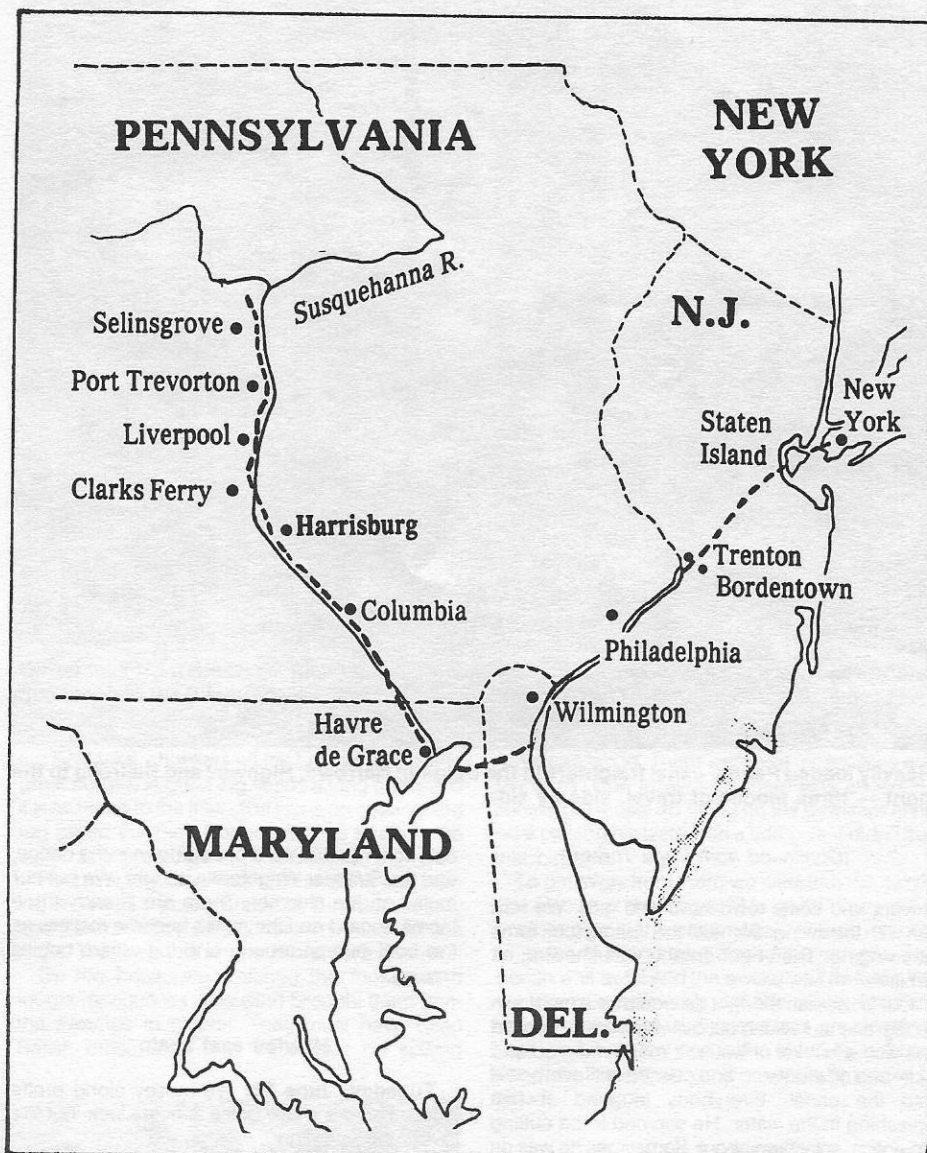 PENNSYLVANIA
NEW
YORK
Susquehanna R.
N.J.
Selinsgrove
Port Trevorton
Liverpool
Clarks Ferry
Harrisburg
Columbia
Havre
de Grace
New
York
Staten
Island
Trenton
Bordentown
Philadelphia
Wilmington
MARYLAND
DEL.